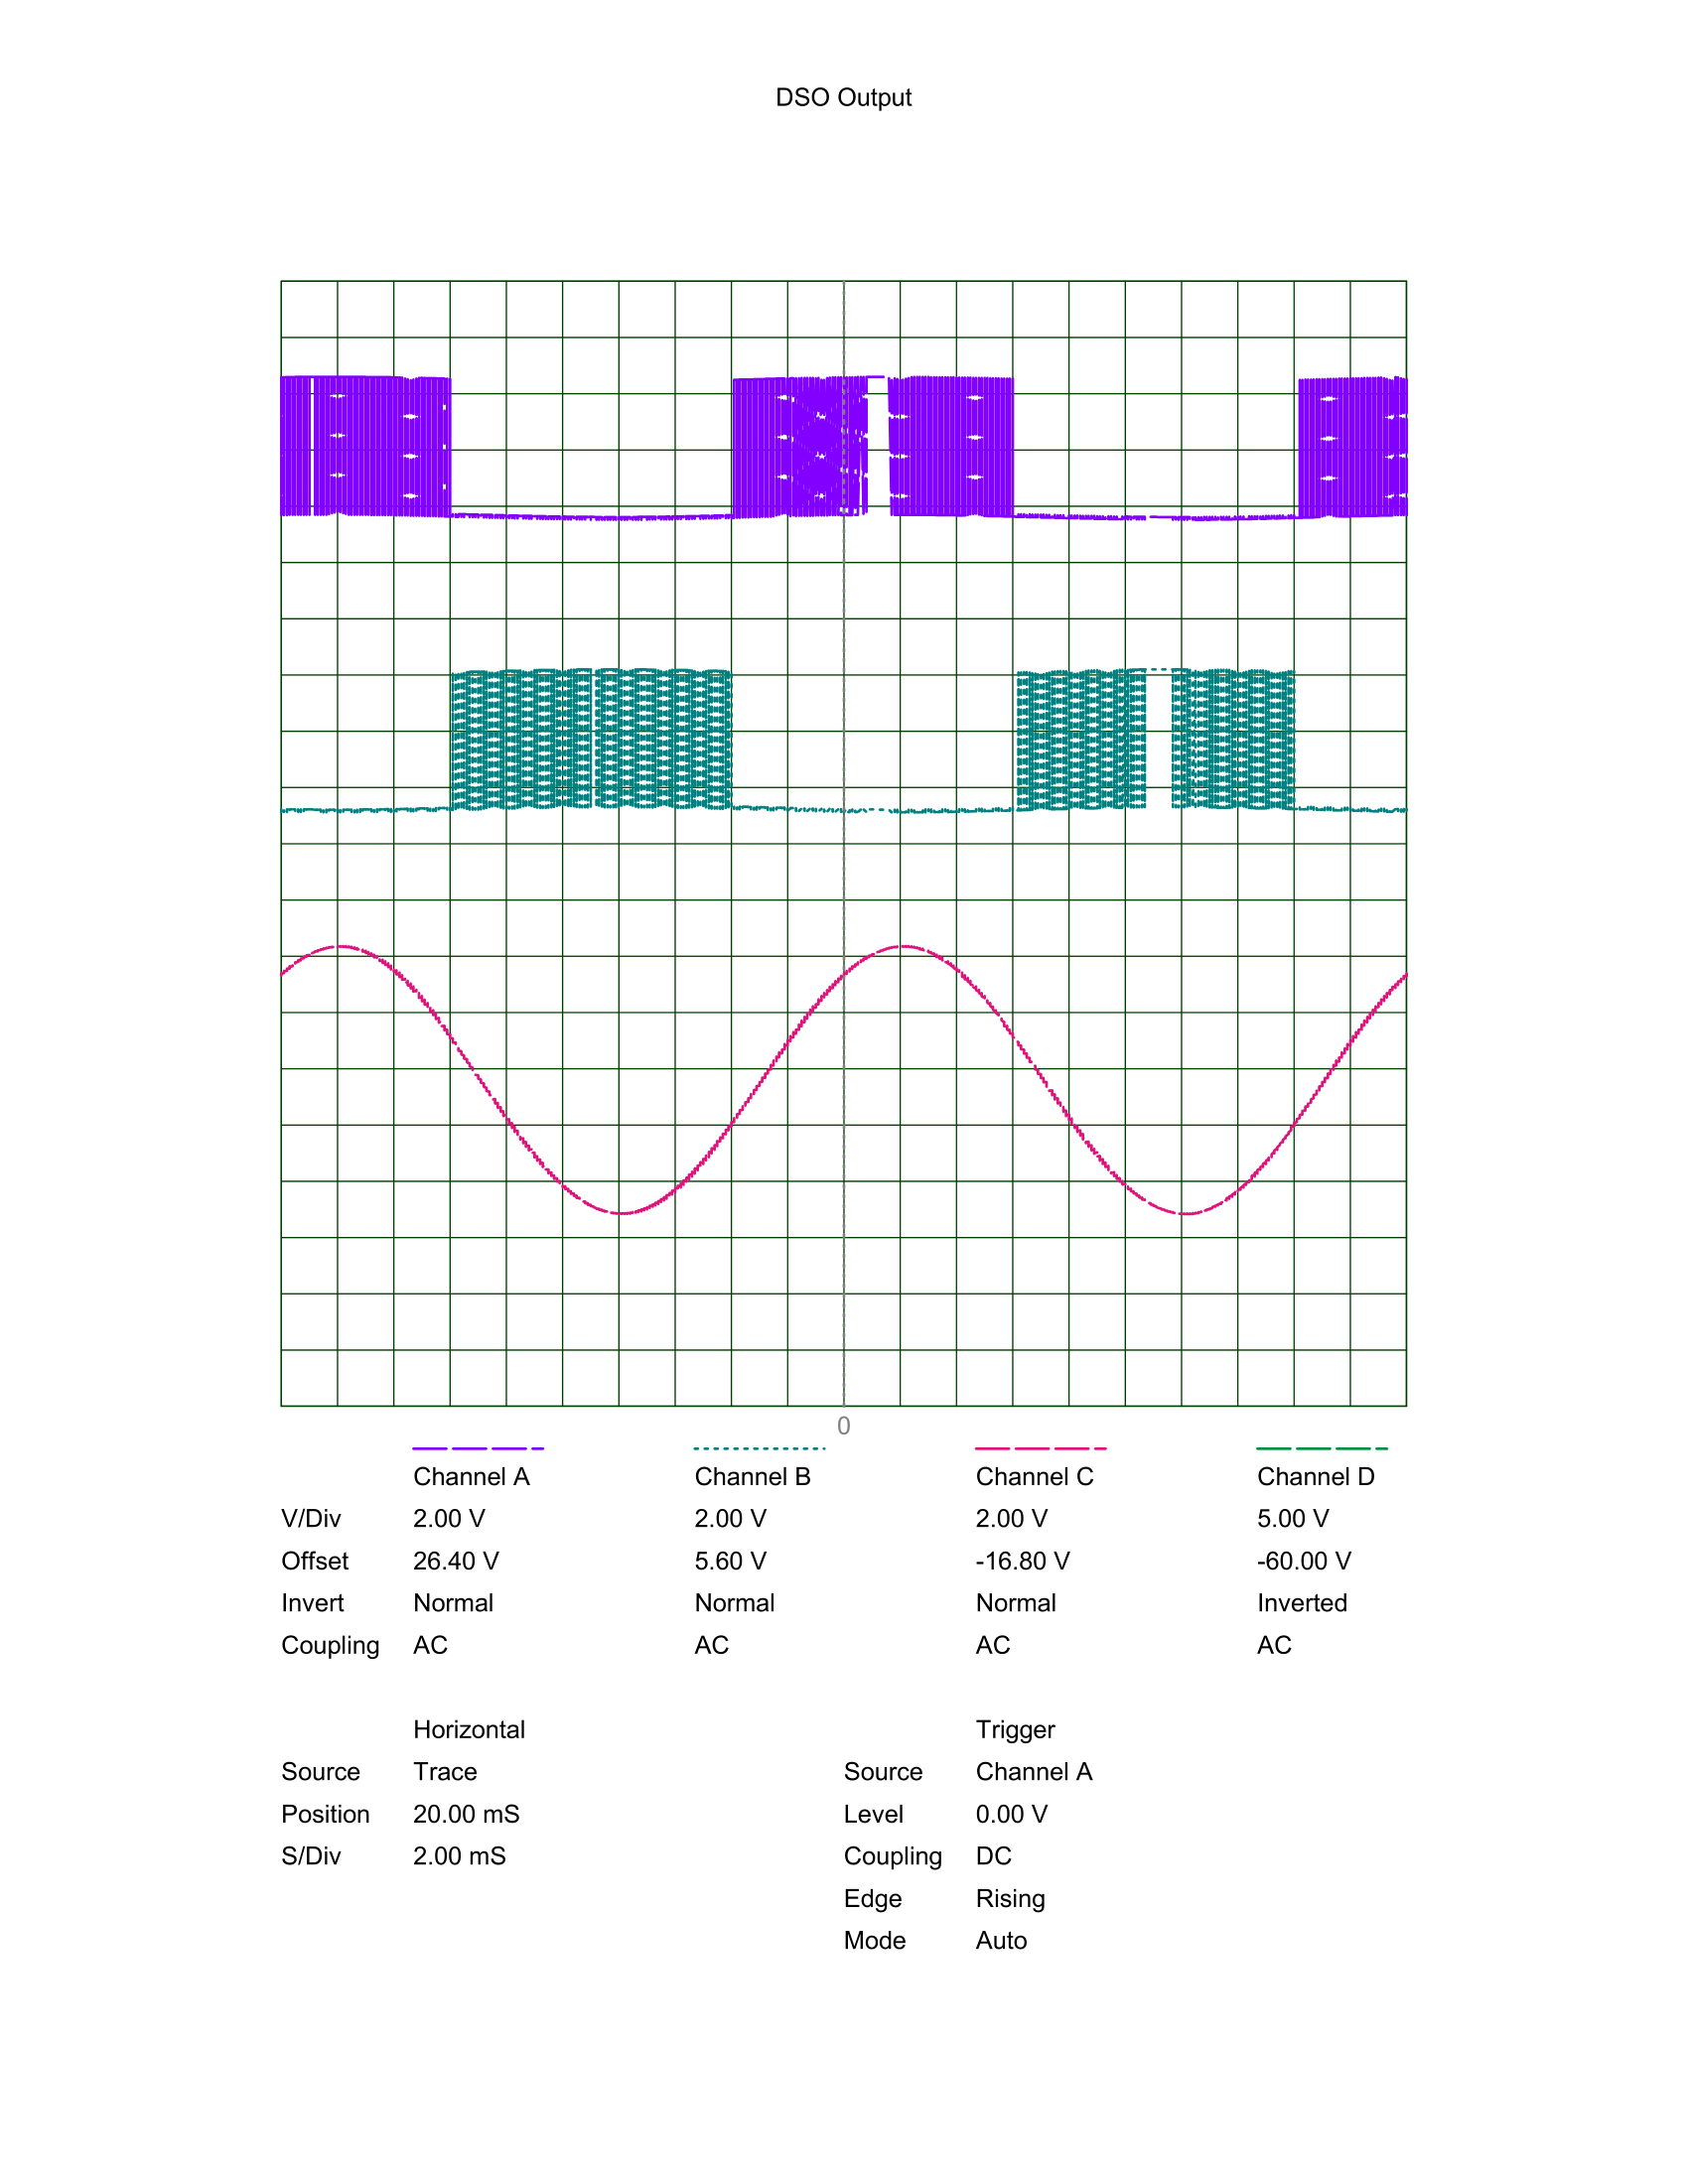 DSO Output
0
Channel A Channel B Channel C Channel D
V/Div 2.00 V 2.00 V 2.00 V 5.00 V
Offset 26.40 V 5.60 V -16.80 V -60.00 V
Invert Normal Normal Normal Inverted
Coupling AC AC AC AC
Horizontal Trigger
Source Trace Source Channel A
Position 20.00 mS Level 0.00 V
S/Div 2.00 mS Coupling DC
Edge Rising
Mode Auto